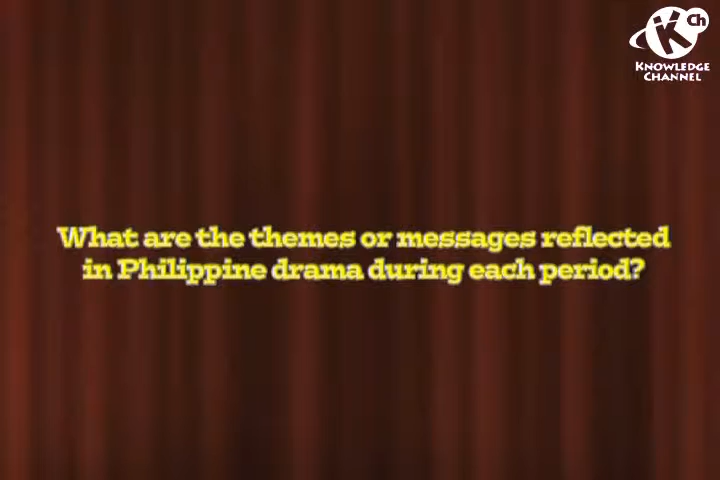 Ch
K
KNOWLEDGE
CHANNEL
What are the themes or messages reflected
in Philippine drama during each period?